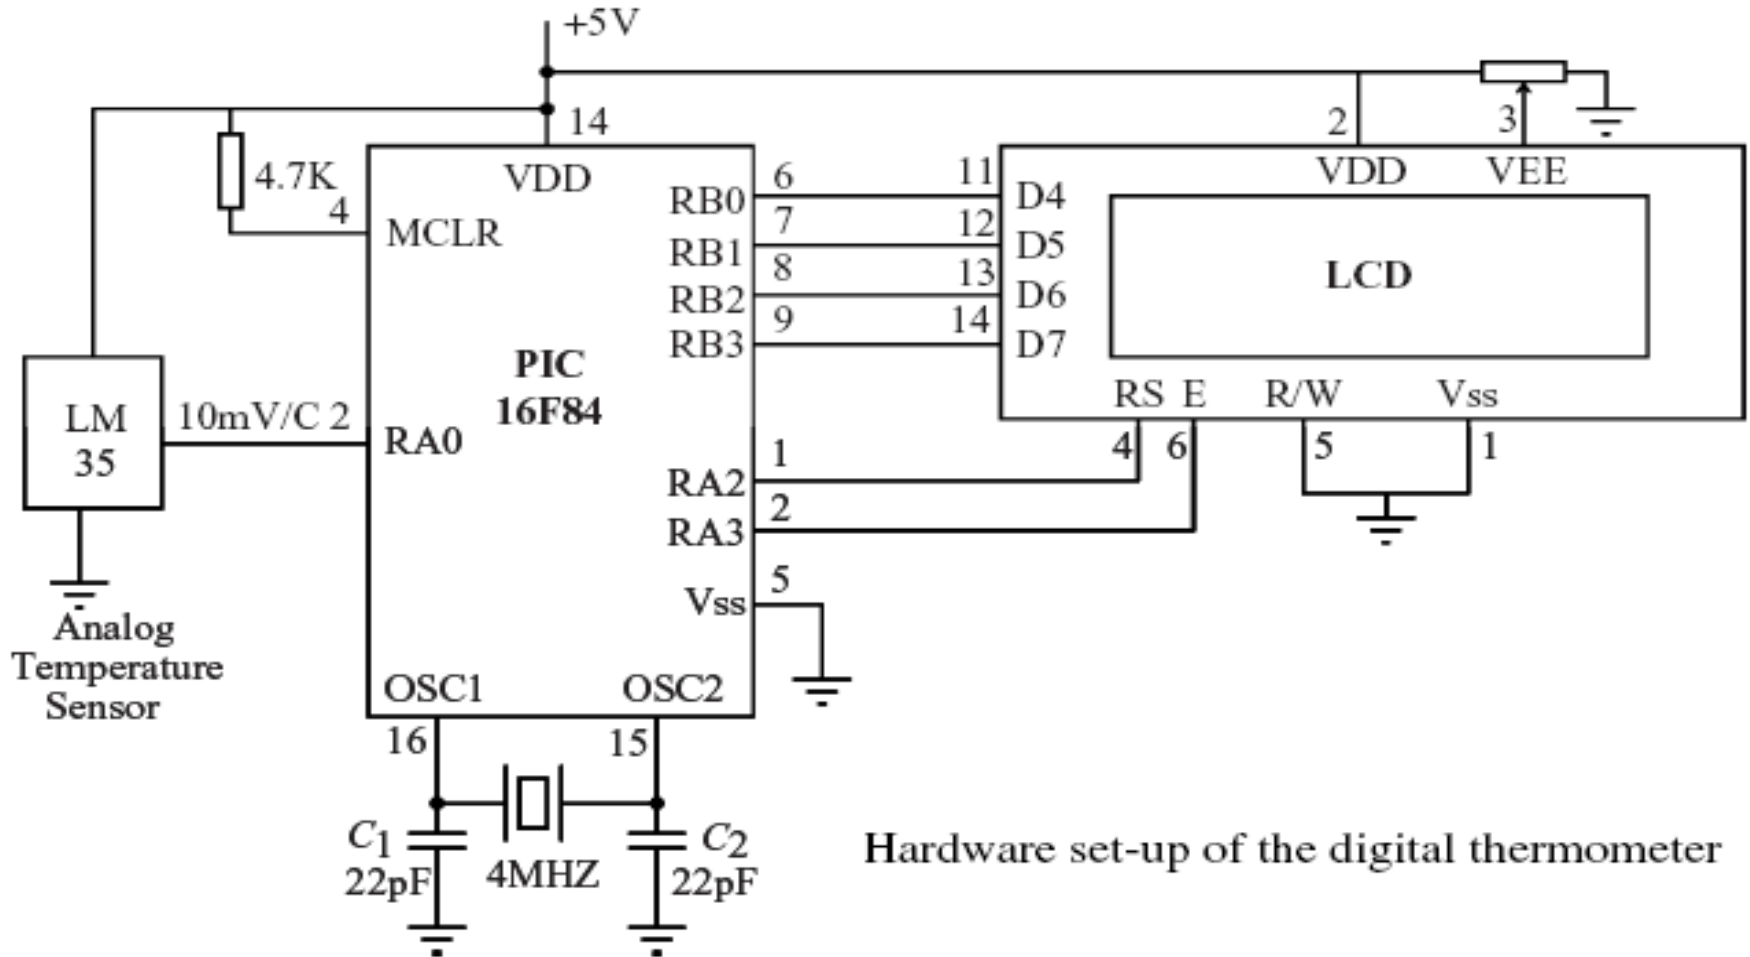 +5V
14
2
3
VDD
VDD
VEE
4.7K
4
MCLR
RB0
6
11
D4
RB1
7
12
D5
RB2
8
13
D6
RB3
9
14
D7
LCD
PIC
16F84
LM
35
10mV/C 2
RA0
RS E R/W Vss
4 6 5 1
RA2
1
RA3
2
Vss
5
Analog
Temperature
Sensor
OSC1 OSC2
16 15
C1
22pF
4MHZ
C2
22pF
Hardware set-up of the digital thermometer